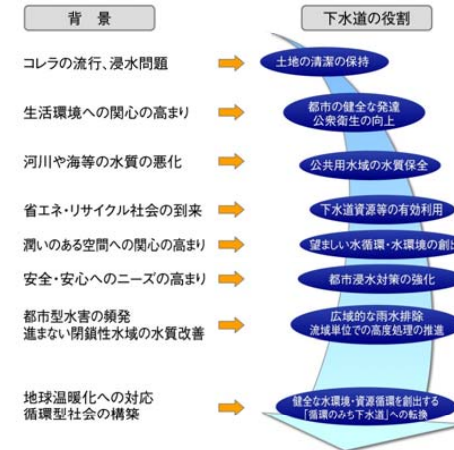 背　景
下水道の役割
コレラの流行、浸水問題
土地の清潔の保持
生活環境への関心の高まり
都市の健全な発達
公衆衛生の向上
河川や海等の水質の悪化
公共用水域の水質保全
省エネ・リサイクル社会の到来
下水道資源等の有効利用
潤いのある空間への関心の高まり
望ましい水循環・水環境の創出
安全・安心へのニーズの高まり
都市浸水対策の強化
都市型水害の頻発
進まない閉鎖性水域の水質改善
広域的な雨水排除
流域単位での高度処理の推進
地球温暖化への対応
循環型社会の構築
健全な水環境・資源循環を創出する
「循環のみち下水道」への転換